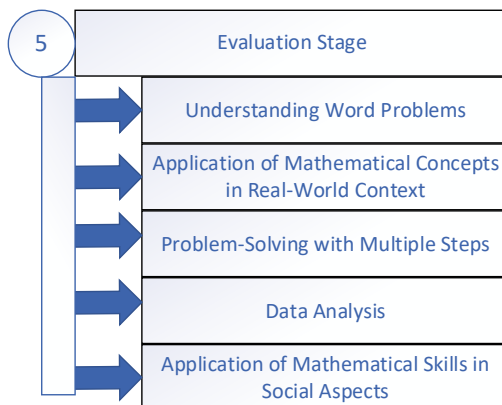 5
Evaluation Stage
Understanding Word Problems
Application of Mathematical Concepts
in Real-World Context
Problem-Solving with Multiple Steps
Data Analysis
Application of Mathematical Skills in
Social Aspects